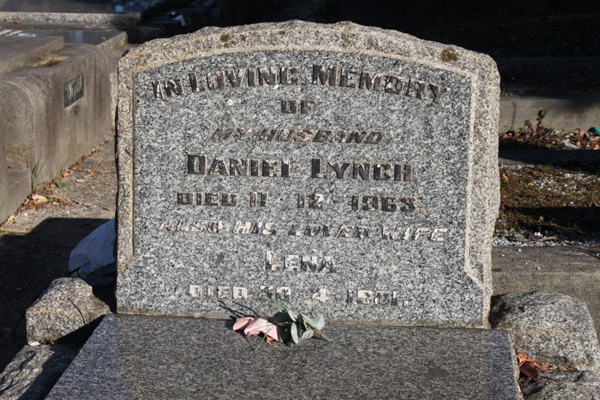 IN LOVING MEMORY
OF
MY HUSBAND
DANIEL LYNCH
DIED 11 · 12 · 1963
ALSO HIS LOVED WIFE
LENA
DIED